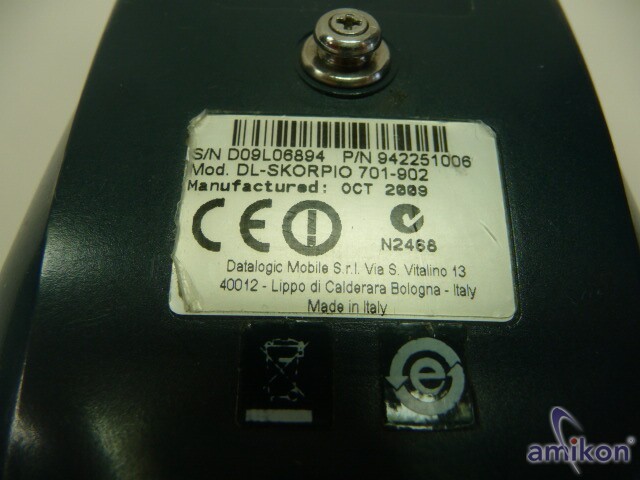 S/N D09L06894 P/N 942251006
Mod. DL-SKORPIO 701-902
Manufactured: OCT 2009
CE
N2468
Datalogic Mobile S.r.l. Via S. Vitalino 13
40012 - Lippo di Calderara Bologna - Italy
Made in Italy
e
amikon®